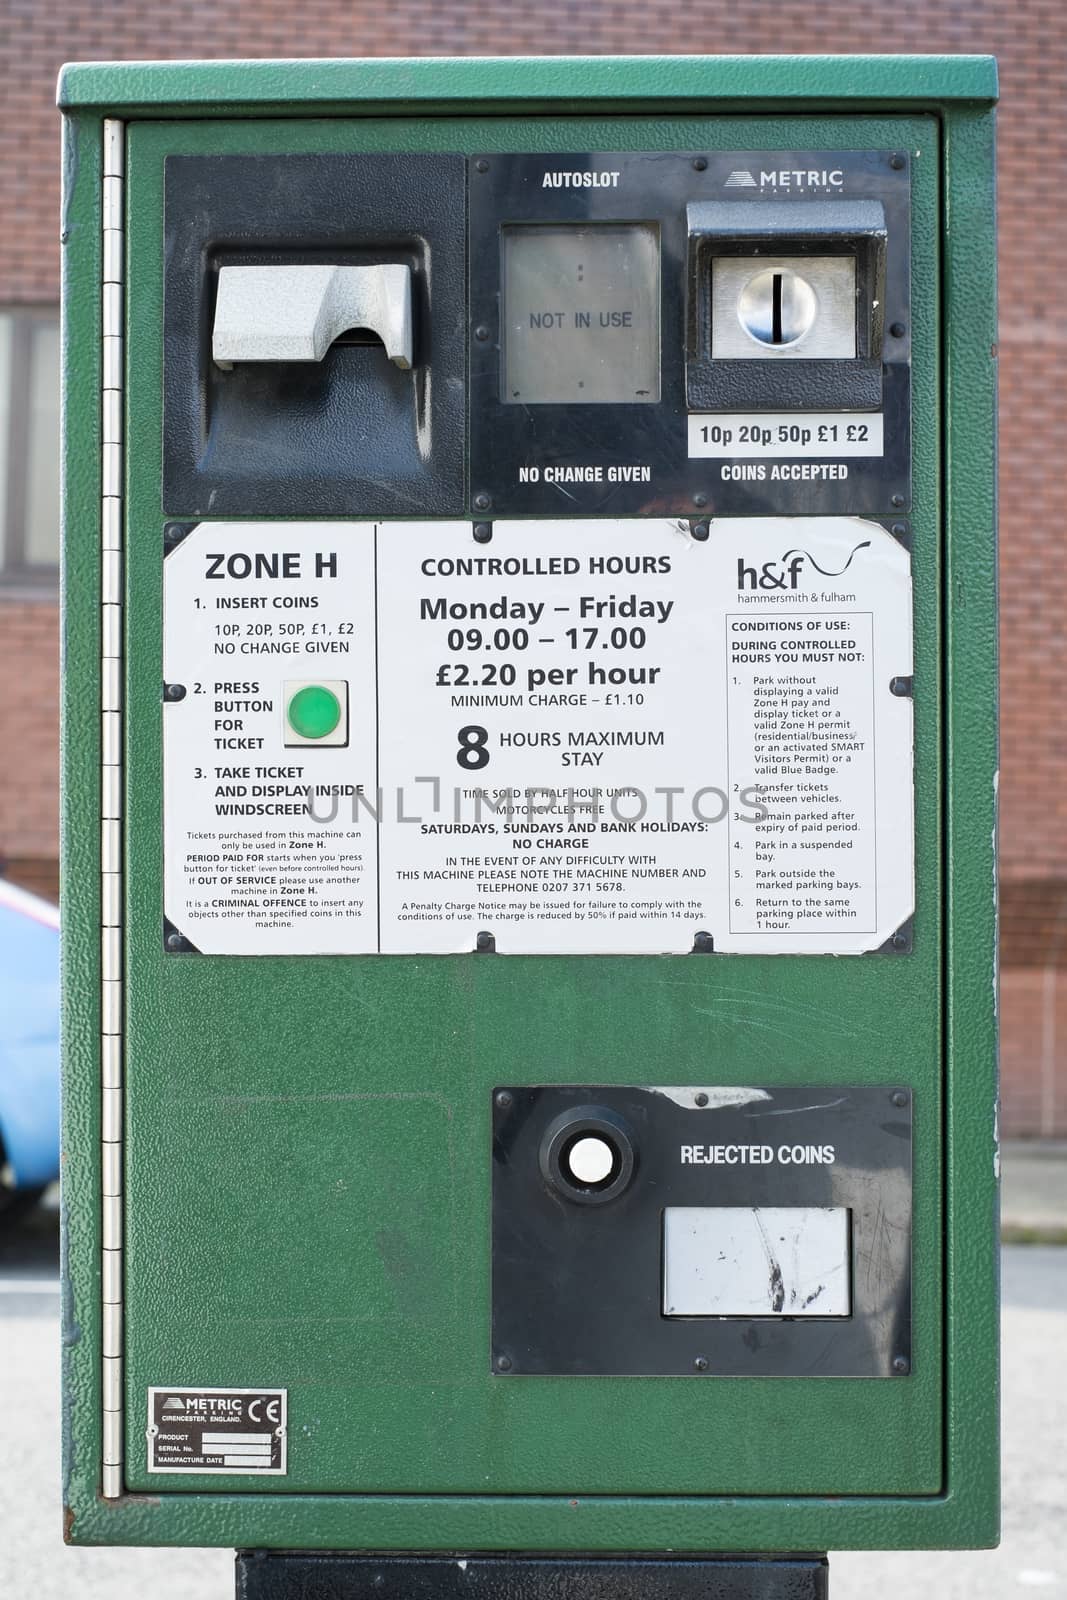 AUTOSLOT
METRIC
PARKING
NOT IN USE
10p 20p 50p £1 £2
NO CHANGE GIVEN
COINS ACCEPTED
ZONE H
1. INSERT COINS
10P, 20P, 50P, £1, £2
NO CHANGE GIVEN
2. PRESS
BUTTON
FOR
TICKET
3. TAKE TICKET
AND DISPLAY INSIDE
WINDSCREEN
Tickets purchased from this machine can
only be used in Zone H.
PERIOD PAID FOR starts when you 'press
button for ticket' (even before controlled hours).
If OUT OF SERVICE please use another
machine in Zone H.
It is a CRIMINAL OFFENCE to insert any
objects other than specified coins in this
machine.
CONTROLLED HOURS
Monday – Friday
09.00 – 17.00
£2.20 per hour
MINIMUM CHARGE – £1.10
8 HOURS MAXIMUM
STAY
TIME SOLD BY HALF HOUR UNITS
MOTORCYCLES FREE
SATURDAYS, SUNDAYS AND BANK HOLIDAYS:
NO CHARGE
IN THE EVENT OF ANY DIFFICULTY WITH
THIS MACHINE PLEASE NOTE THE MACHINE NUMBER AND
TELEPHONE 0207 371 5678.
A Penalty Charge Notice may be issued for failure to comply with the
conditions of use. The charge is reduced by 50% if paid within 14 days.
h&f
hammersmith & fulham
CONDITIONS OF USE:
DURING CONTROLLED
HOURS YOU MUST NOT:
1. Park without
displaying a valid
Zone H pay and
display ticket or a
valid Zone H permit
(residential/business/
or an activated SMART
Visitors Permit) or a
valid Blue Badge.
2. Transfer tickets
between vehicles.
3. Remain parked after
expiry of paid period.
4. Park in a suspended
bay.
5. Park outside the
marked parking bays.
6. Return to the same
parking place within
1 hour.
UNLIMPHOTOS
REJECTED COINS
METRIC CE
PARKING
CIRENCESTER, ENGLAND.
PRODUCT
SERIAL No.
MANUFACTURE DATE